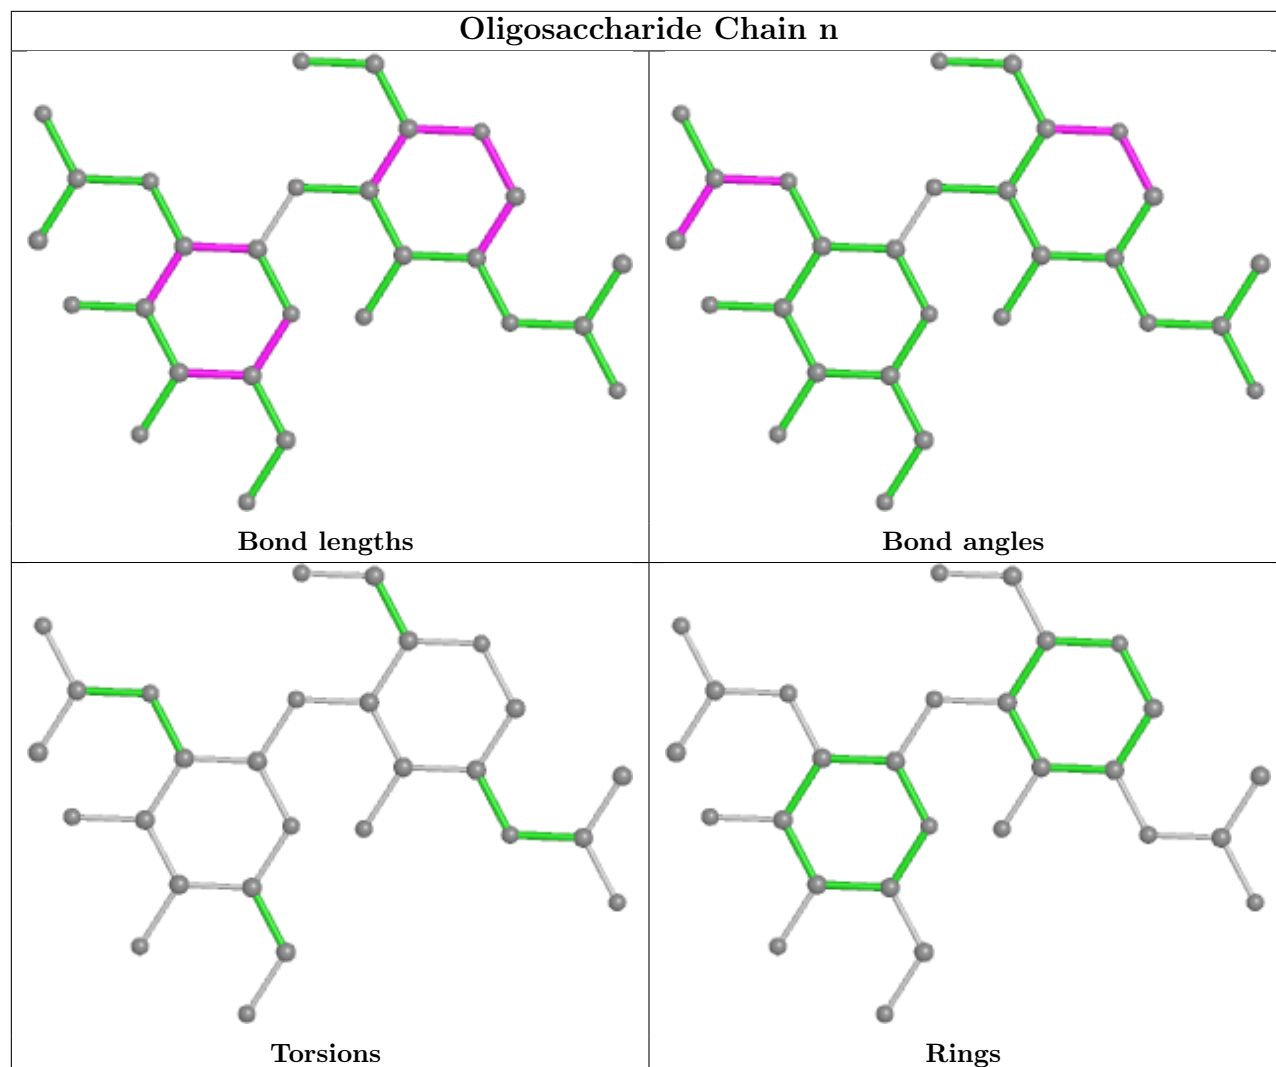 Oligosaccharide Chain n
Bond lengths
Bond angles
Torsions
Rings